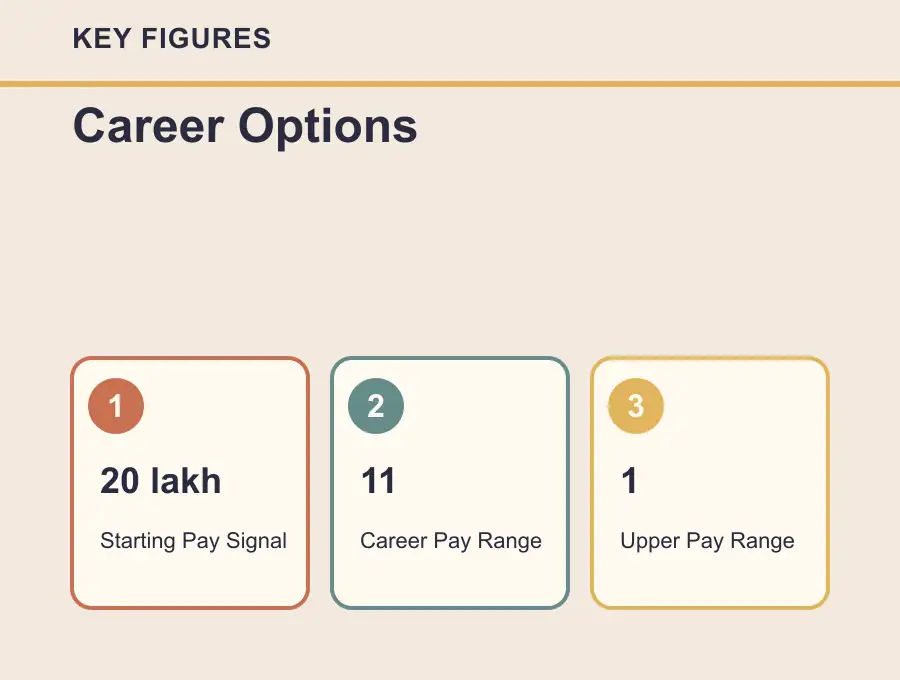 KEY FIGURES
Career Options
1
20 lakh
Starting Pay Signal
2
11
Career Pay Range
3
1
Upper Pay Range